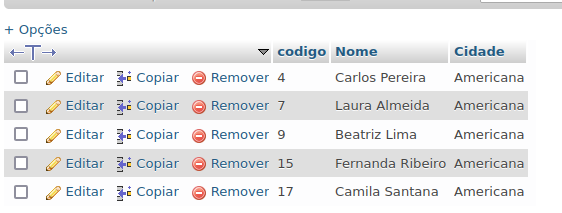 + Opções
←T→ codigo Nome Cidade
Editar Copiar Remover 4 Carlos Pereira Americana
Editar Copiar Remover 7 Laura Almeida Americana
Editar Copiar Remover 9 Beatriz Lima Americana
Editar Copiar Remover 15 Fernanda Ribeiro Americana
Editar Copiar Remover 17 Camila Santana Americana